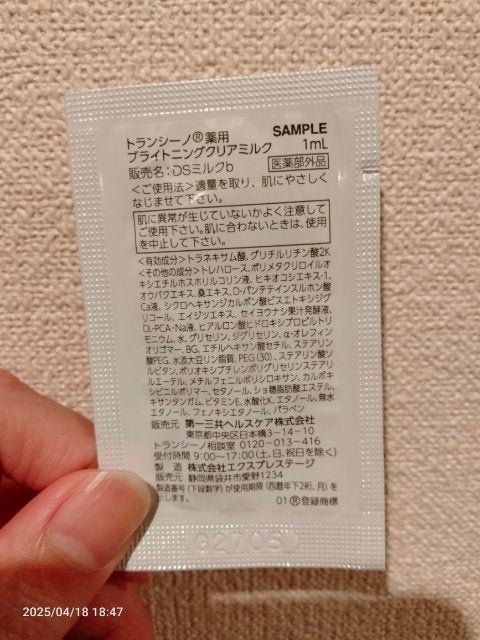 トランシーノ®薬用
SAMPLE
ブライトニングクリアミルク 1mL
販売名：DSミルクb 医薬部外品
＜ご使用法＞適量を取り、肌にやさしく
なじませて下さい。
肌に異常が生じていないかよく注意して
ご使用下さい。肌に合わないときは、使用
を中止して下さい。
＜有効成分＞トラネキサム酸、グリチルリチン酸2K
＜その他の成分＞トレハロース、ポリメタクリロイルオ
キシエチルホスホリルコリン液、ヒキオコシエキス-1、
オウバクエキス、桑エキス、D-パンテテインスルホン酸
Ca液、シクロヘキサンジカルボン酸ビスエトキシジグ
リコール、エイジツエキス、セイヨウナシ果汁発酵液、
DL-PCA・Na液、ヒアルロン酸ヒドロキシプロピルトリ
モニウム、水、グリセリン、ジグリセリン、α-オレフィン
オリゴマー、BG、エチルヘキサン酸セチル、ステアリン
酸PEG、水添大豆リン脂質、PEG(30)、ステアリン酸ソ
ルビタン、ポリオキシブチレンポリグリセリンステアリ
ルエーテル、メチルフェニルポリシロキサン、カルボキ
シビニルポリマー、セタノール、ショ糖脂肪酸エステル、
キサンタンガム、ビタミンE、水酸化K、エタノール、無水
エタノール、フェノキシエタノール、パラベン
発売元 第一三共ヘルスケア株式会社
東京都中央区日本橋3-14-10
トランシーノ相談室 0120-013-416
受付時間 9:00～17:00(土、日、祝日を除く)
製造 株式会社エクスプレステージ
販売元 静岡県袋井市愛野1234
製造番号(下段数字)が使用期限(西暦年下2桁、月)を
示します。
01 ®登録商標
2705
2025/04/18 18:47